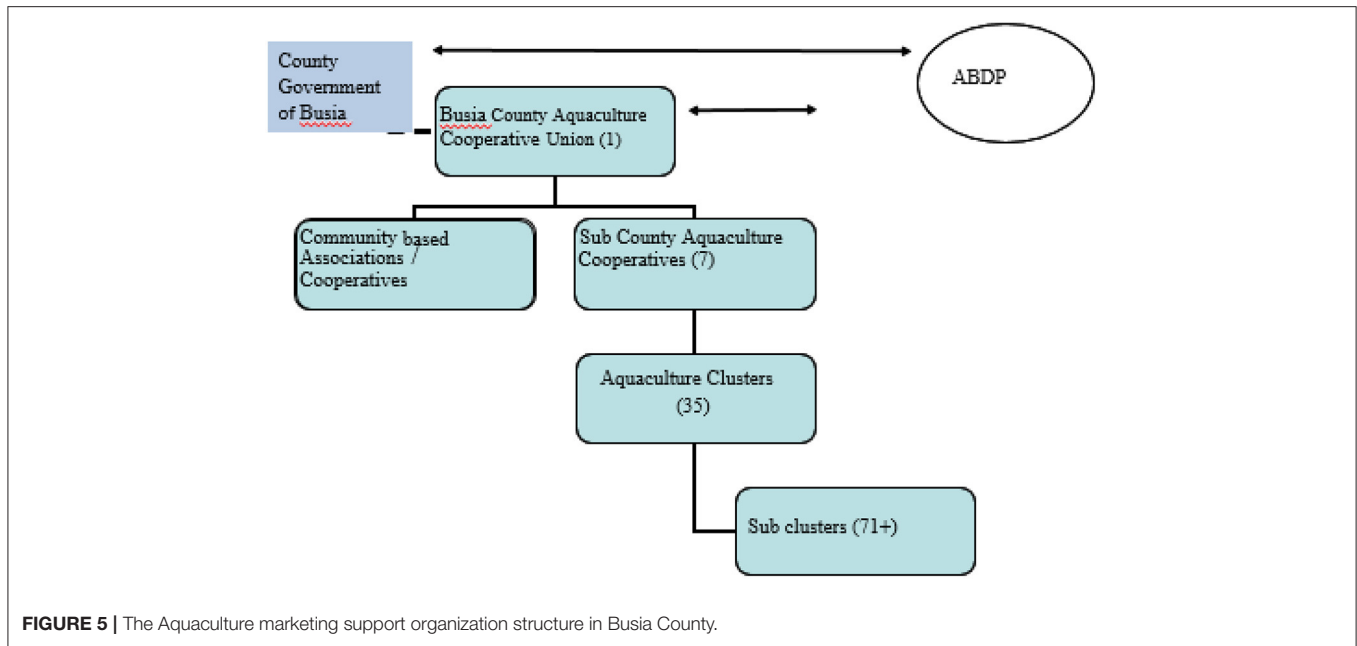 County
Government
of Busia
ABDP
Busia County Aquaculture
Cooperative Union (1)
Community based
Associations /
Cooperatives
Sub County Aquaculture
Cooperatives (7)
Aquaculture Clusters
(35)
Sub clusters (71+)
FIGURE 5 | The Aquaculture marketing support organization structure in Busia County.